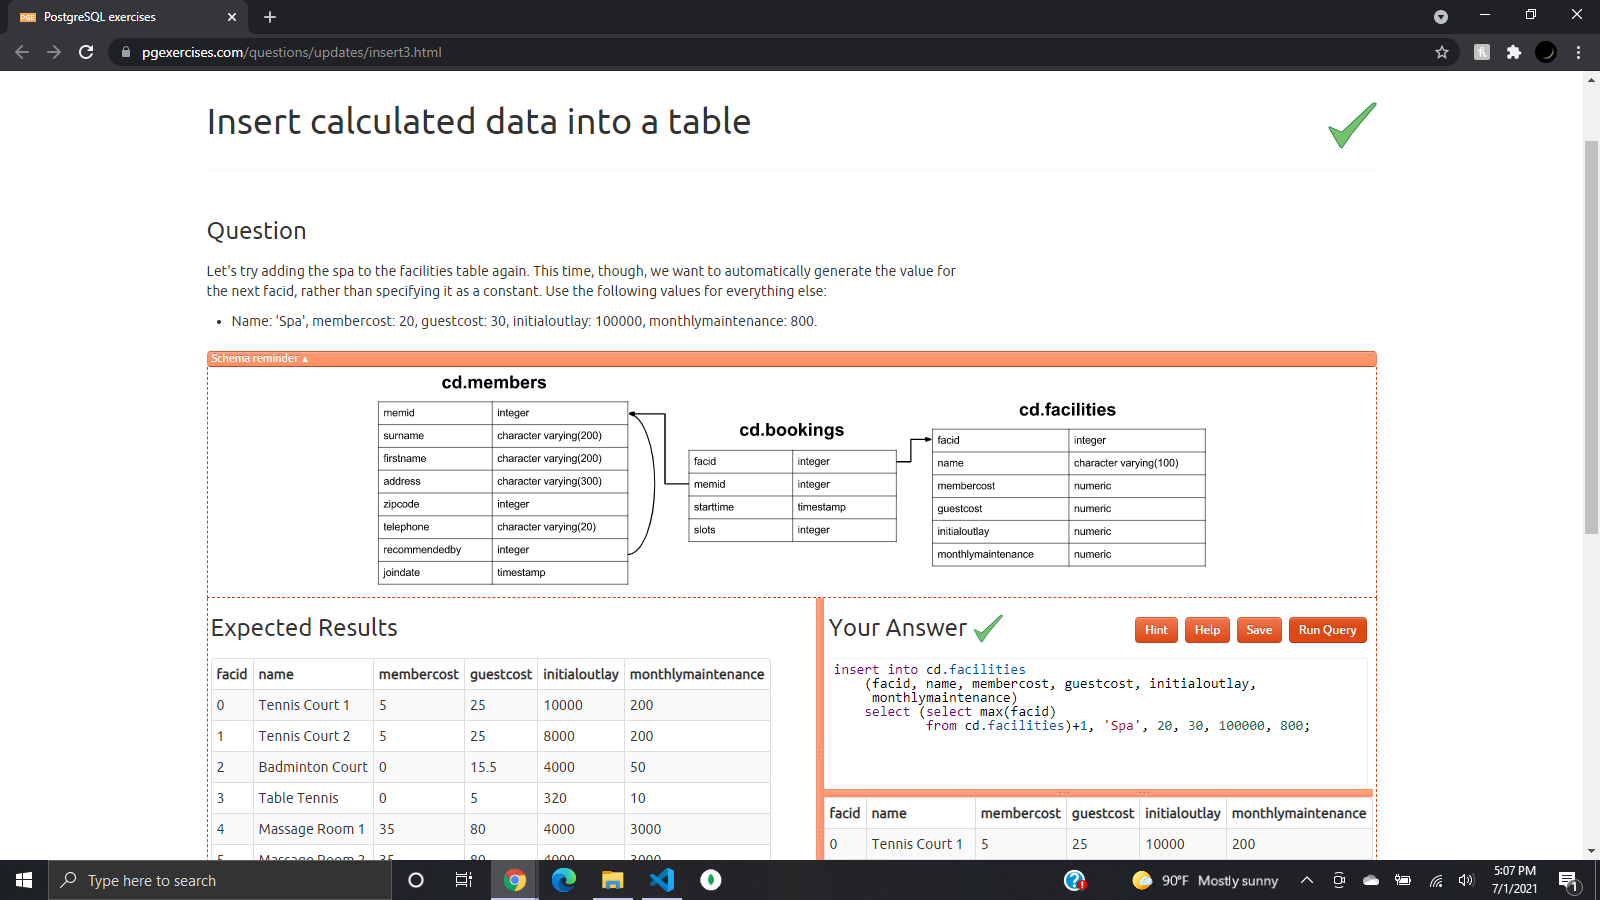 PGE PostgreSQL exercises
pgexercises.com/questions/updates/insert3.html
Insert calculated data into a table
Question
Let's try adding the spa to the facilities table again. This time, though, we want to automatically generate the value for
the next facid, rather than specifying it as a constant. Use the following values for everything else:
• Name: 'Spa', membercost: 20, guestcost: 30, initialoutlay: 100000, monthlymaintenance: 800.
Schema reminder ▲
cd.members
memid integer
surname character varying(200)
firstname character varying(200)
address character varying(300)
zipcode integer
telephone character varying(20)
recommendedby integer
joindate timestamp
cd.bookings
facid integer
memid integer
starttime timestamp
slots integer
cd.facilities
facid integer
name character varying(100)
membercost numeric
guestcost numeric
initialoutlay numeric
monthlymaintenance numeric
Expected Results
facid name membercost guestcost initialoutlay monthlymaintenance
0 Tennis Court 1 5 25 10000 200
1 Tennis Court 2 5 25 8000 200
2 Badminton Court 0 15.5 4000 50
3 Table Tennis 0 5 320 10
4 Massage Room 1 35 80 4000 3000
5 Massage Room 2 35 80 4000 3000
Your Answer
Hint Help Save Run Query
insert into cd.facilities
(facid, name, membercost, guestcost, initialoutlay,
monthlymaintenance)
select (select max(facid)
from cd.facilities)+1, 'Spa', 20, 30, 100000, 800;
facid name membercost guestcost initialoutlay monthlymaintenance
0 Tennis Court 1 5 25 10000 200
Type here to search
90°F Mostly sunny
5:07 PM
7/1/2021
1